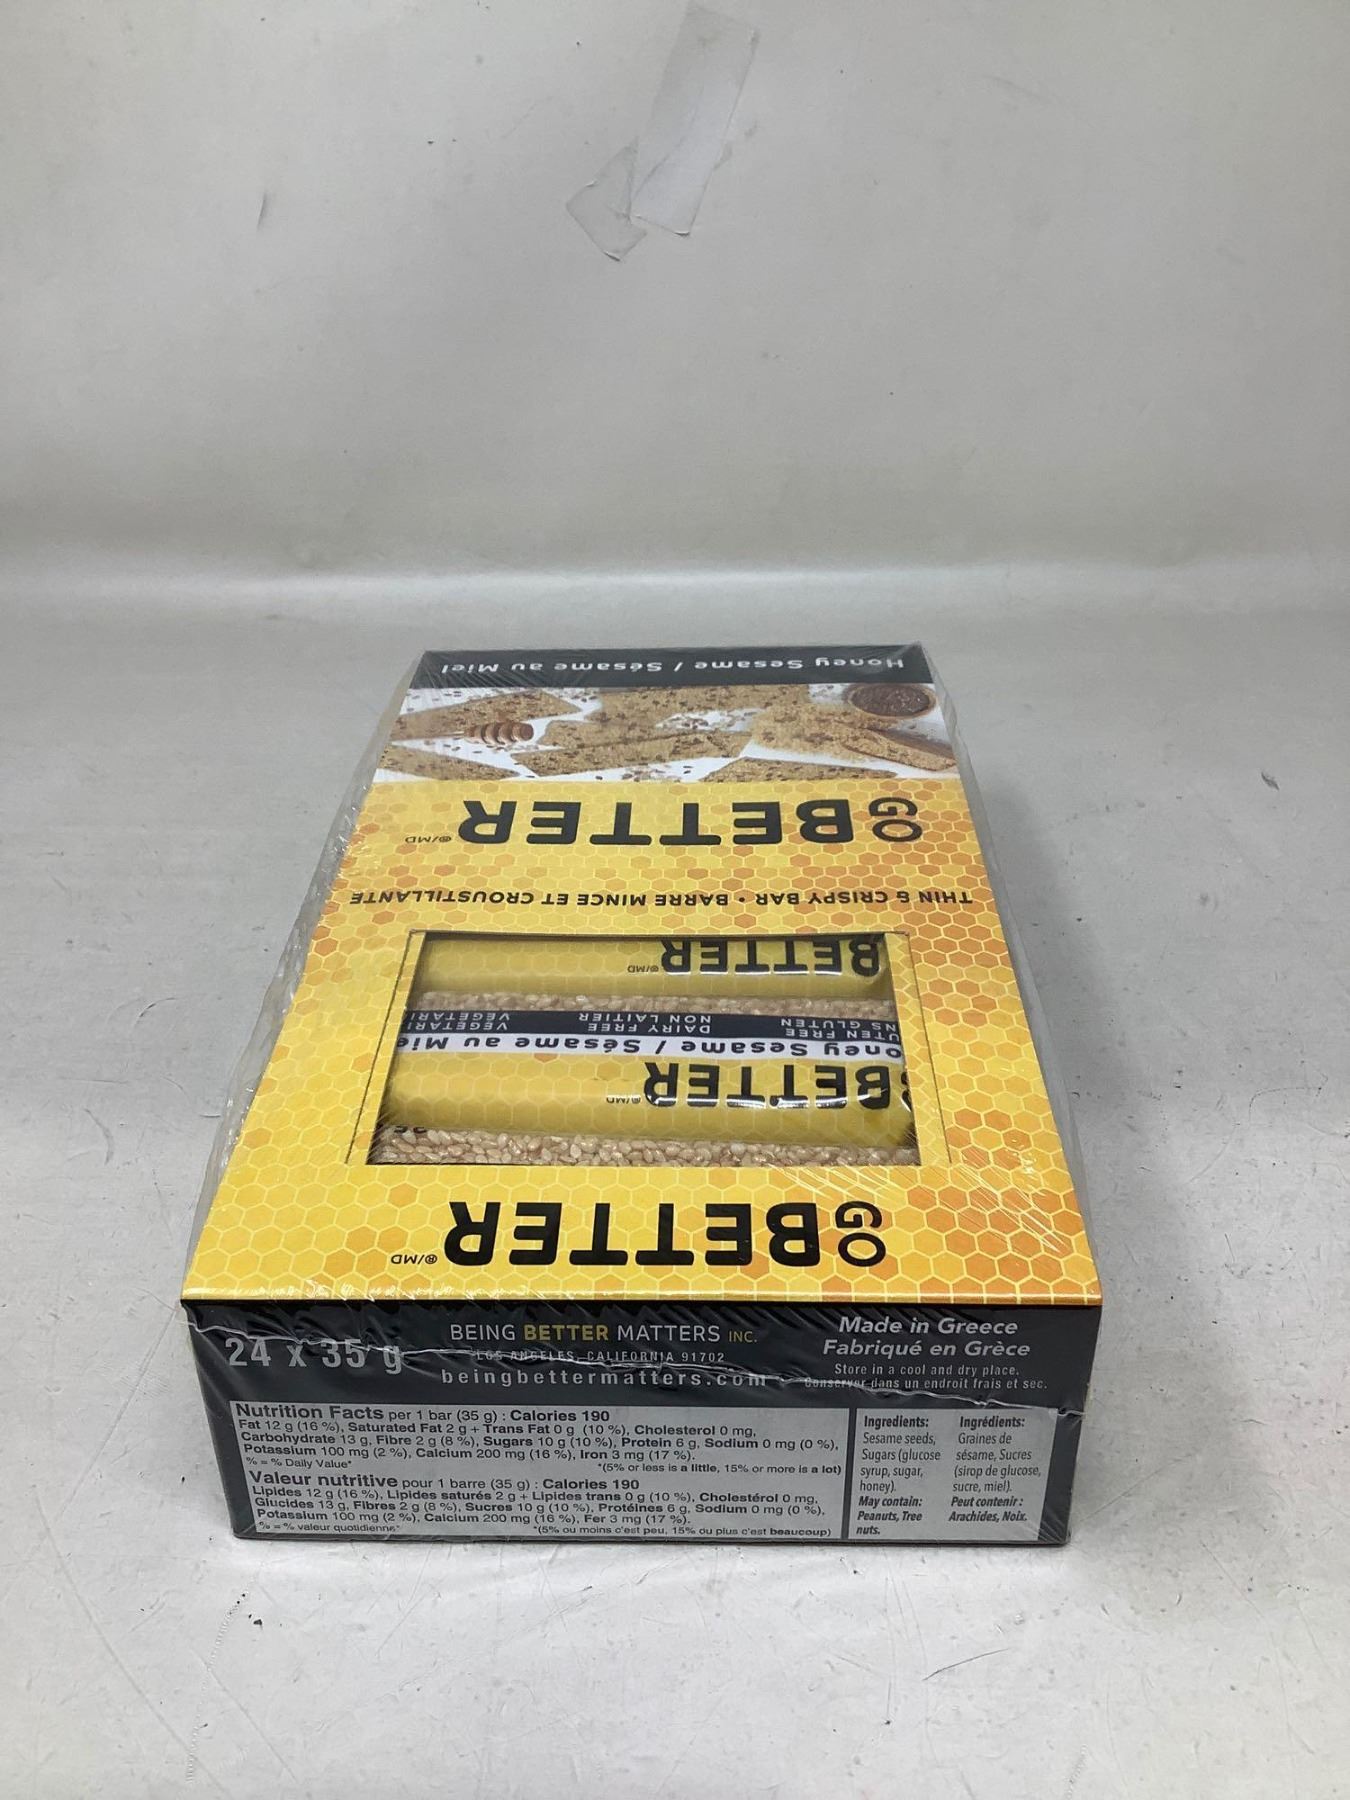 Honey Sesame / Sésame au Miel
GO
BETTER ®/MD
THIN & CRISPY BAR • BARRE MINCE ET CROUSTILLANTE
BETTER ®/MD
UTEN FREE DAIRY FREE VEGETARI
NS GLUTEN NON LAITIER VÉGÉTARI
oney Sesame / Sésame au Mie
BETTER ®/MD
GO
BETTER ®/MD
24 x 35 g
BEING BETTER MATTERS INC.
LOS ANGELES, CALIFORNIA 91702
beingbettermatters.com
Made in Greece
Fabriqué en Grèce
Store in a cool and dry place.
Conserver dans un endroit frais et sec.
Nutrition Facts per 1 bar (35 g) : Calories 190
Fat 12 g (16 %), Saturated Fat 2 g + Trans Fat 0 g (10 %), Cholesterol 0 mg,
Carbohydrate 13 g, Fibre 2 g (8 %), Sugars 10 g (10 %), Protein 6 g, Sodium 0 mg (0 %),
Potassium 100 mg (2 %), Calcium 200 mg (16 %), Iron 3 mg (17 %).
% = % Daily Value* *(5% or less is a little, 15% or more is a lot)
Valeur nutritive pour 1 barre (35 g) : Calories 190
Lipides 12 g (16 %), Lipides saturés 2 g + Lipides trans 0 g (10 %), Cholestérol 0 mg,
Glucides 13 g, Fibres 2 g (8 %), Sucres 10 g (10 %), Protéines 6 g, Sodium 0 mg (0 %),
Potassium 100 mg (2 %), Calcium 200 mg (16 %), Fer 3 mg (17 %).
% = % valeur quotidienne* *(5% ou moins c'est peu, 15% ou plus c'est beaucoup)
Ingredients:
Sesame seeds,
Sugars (glucose
syrup, sugar,
honey).
May contain:
Peanuts, Tree
nuts.
Ingrédients:
Graines de
sésame, Sucres
(sirop de glucose,
sucre, miel).
Peut contenir :
Arachides, Noix.